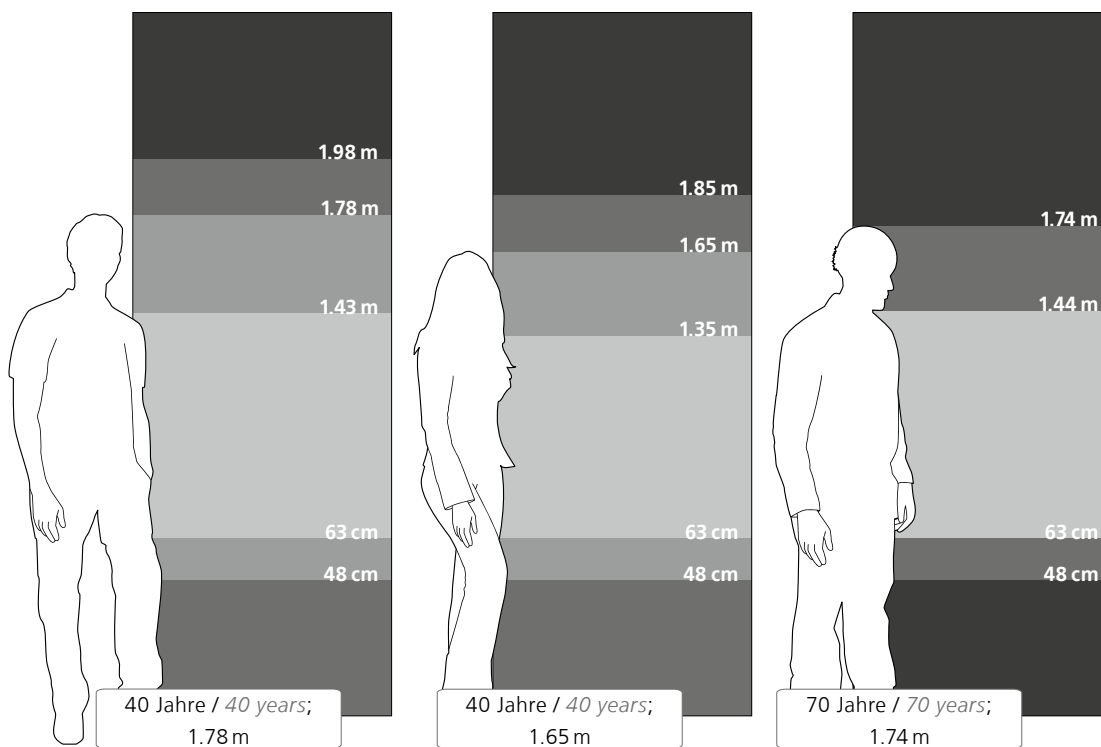 1.98 m
1.78 m
1.43 m
63 cm
48 cm
40 Jahre / 40 years;
1.78 m
1.85 m
1.65 m
1.35 m
63 cm
48 cm
40 Jahre / 40 years;
1.65 m
1.74 m
1.44 m
63 cm
48 cm
70 Jahre / 70 years;
1.74 m